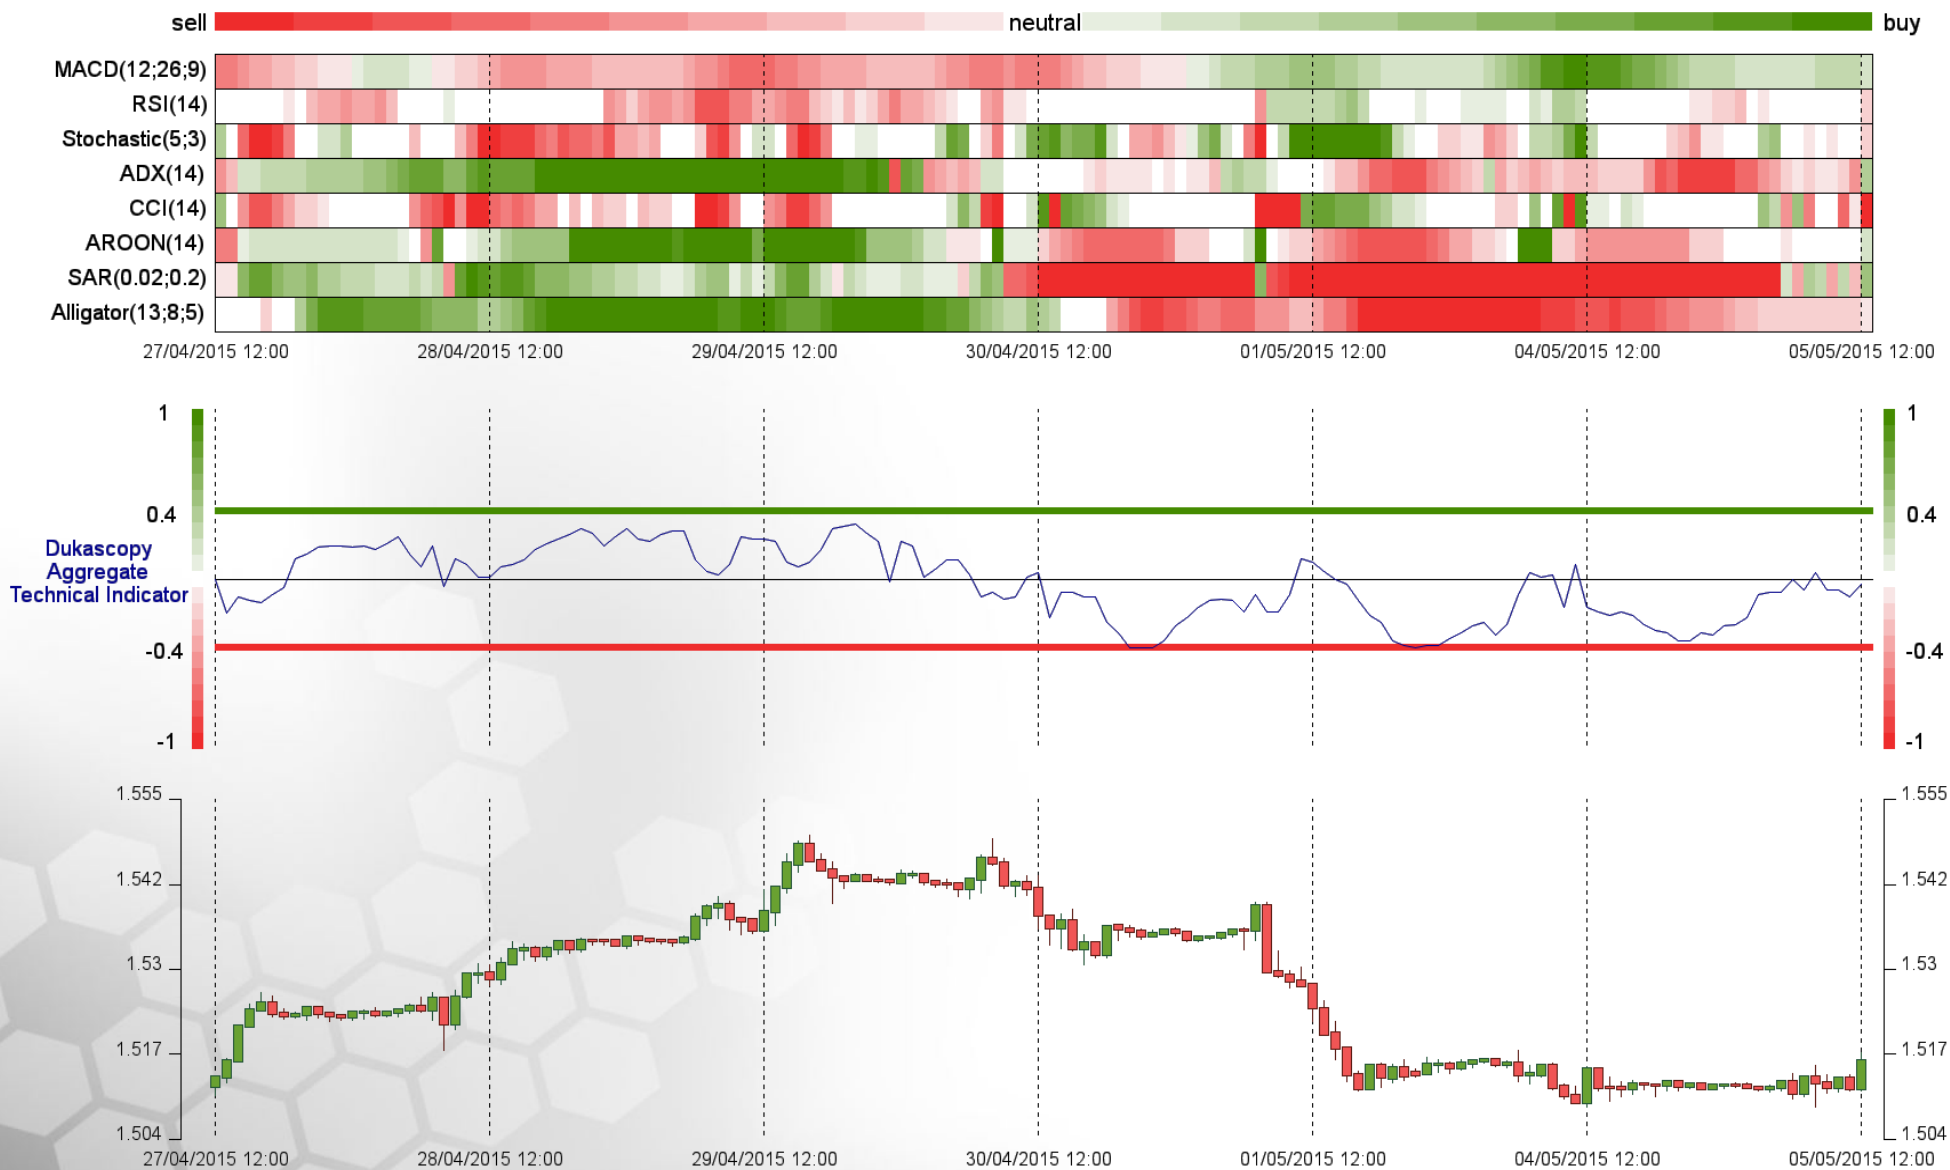 sell neutral buy
MACD(12;26;9)
RSI(14)
Stochastic(5;3)
ADX(14)
CCI(14)
AROON(14)
SAR(0.02;0.2)
Alligator(13;8;5)
27/04/2015 12:00 28/04/2015 12:00 29/04/2015 12:00 30/04/2015 12:00 01/05/2015 12:00 04/05/2015 12:00 05/05/2015 12:00
1 1
0.4 0.4
Dukascopy
Aggregate
Technical Indicator
-0.4 -0.4
-1 -1
1.555 1.555
1.542 1.542
1.53 1.53
1.517 1.517
1.504 1.504
27/04/2015 12:00 28/04/2015 12:00 29/04/2015 12:00 30/04/2015 12:00 01/05/2015 12:00 04/05/2015 12:00 05/05/2015 12:00